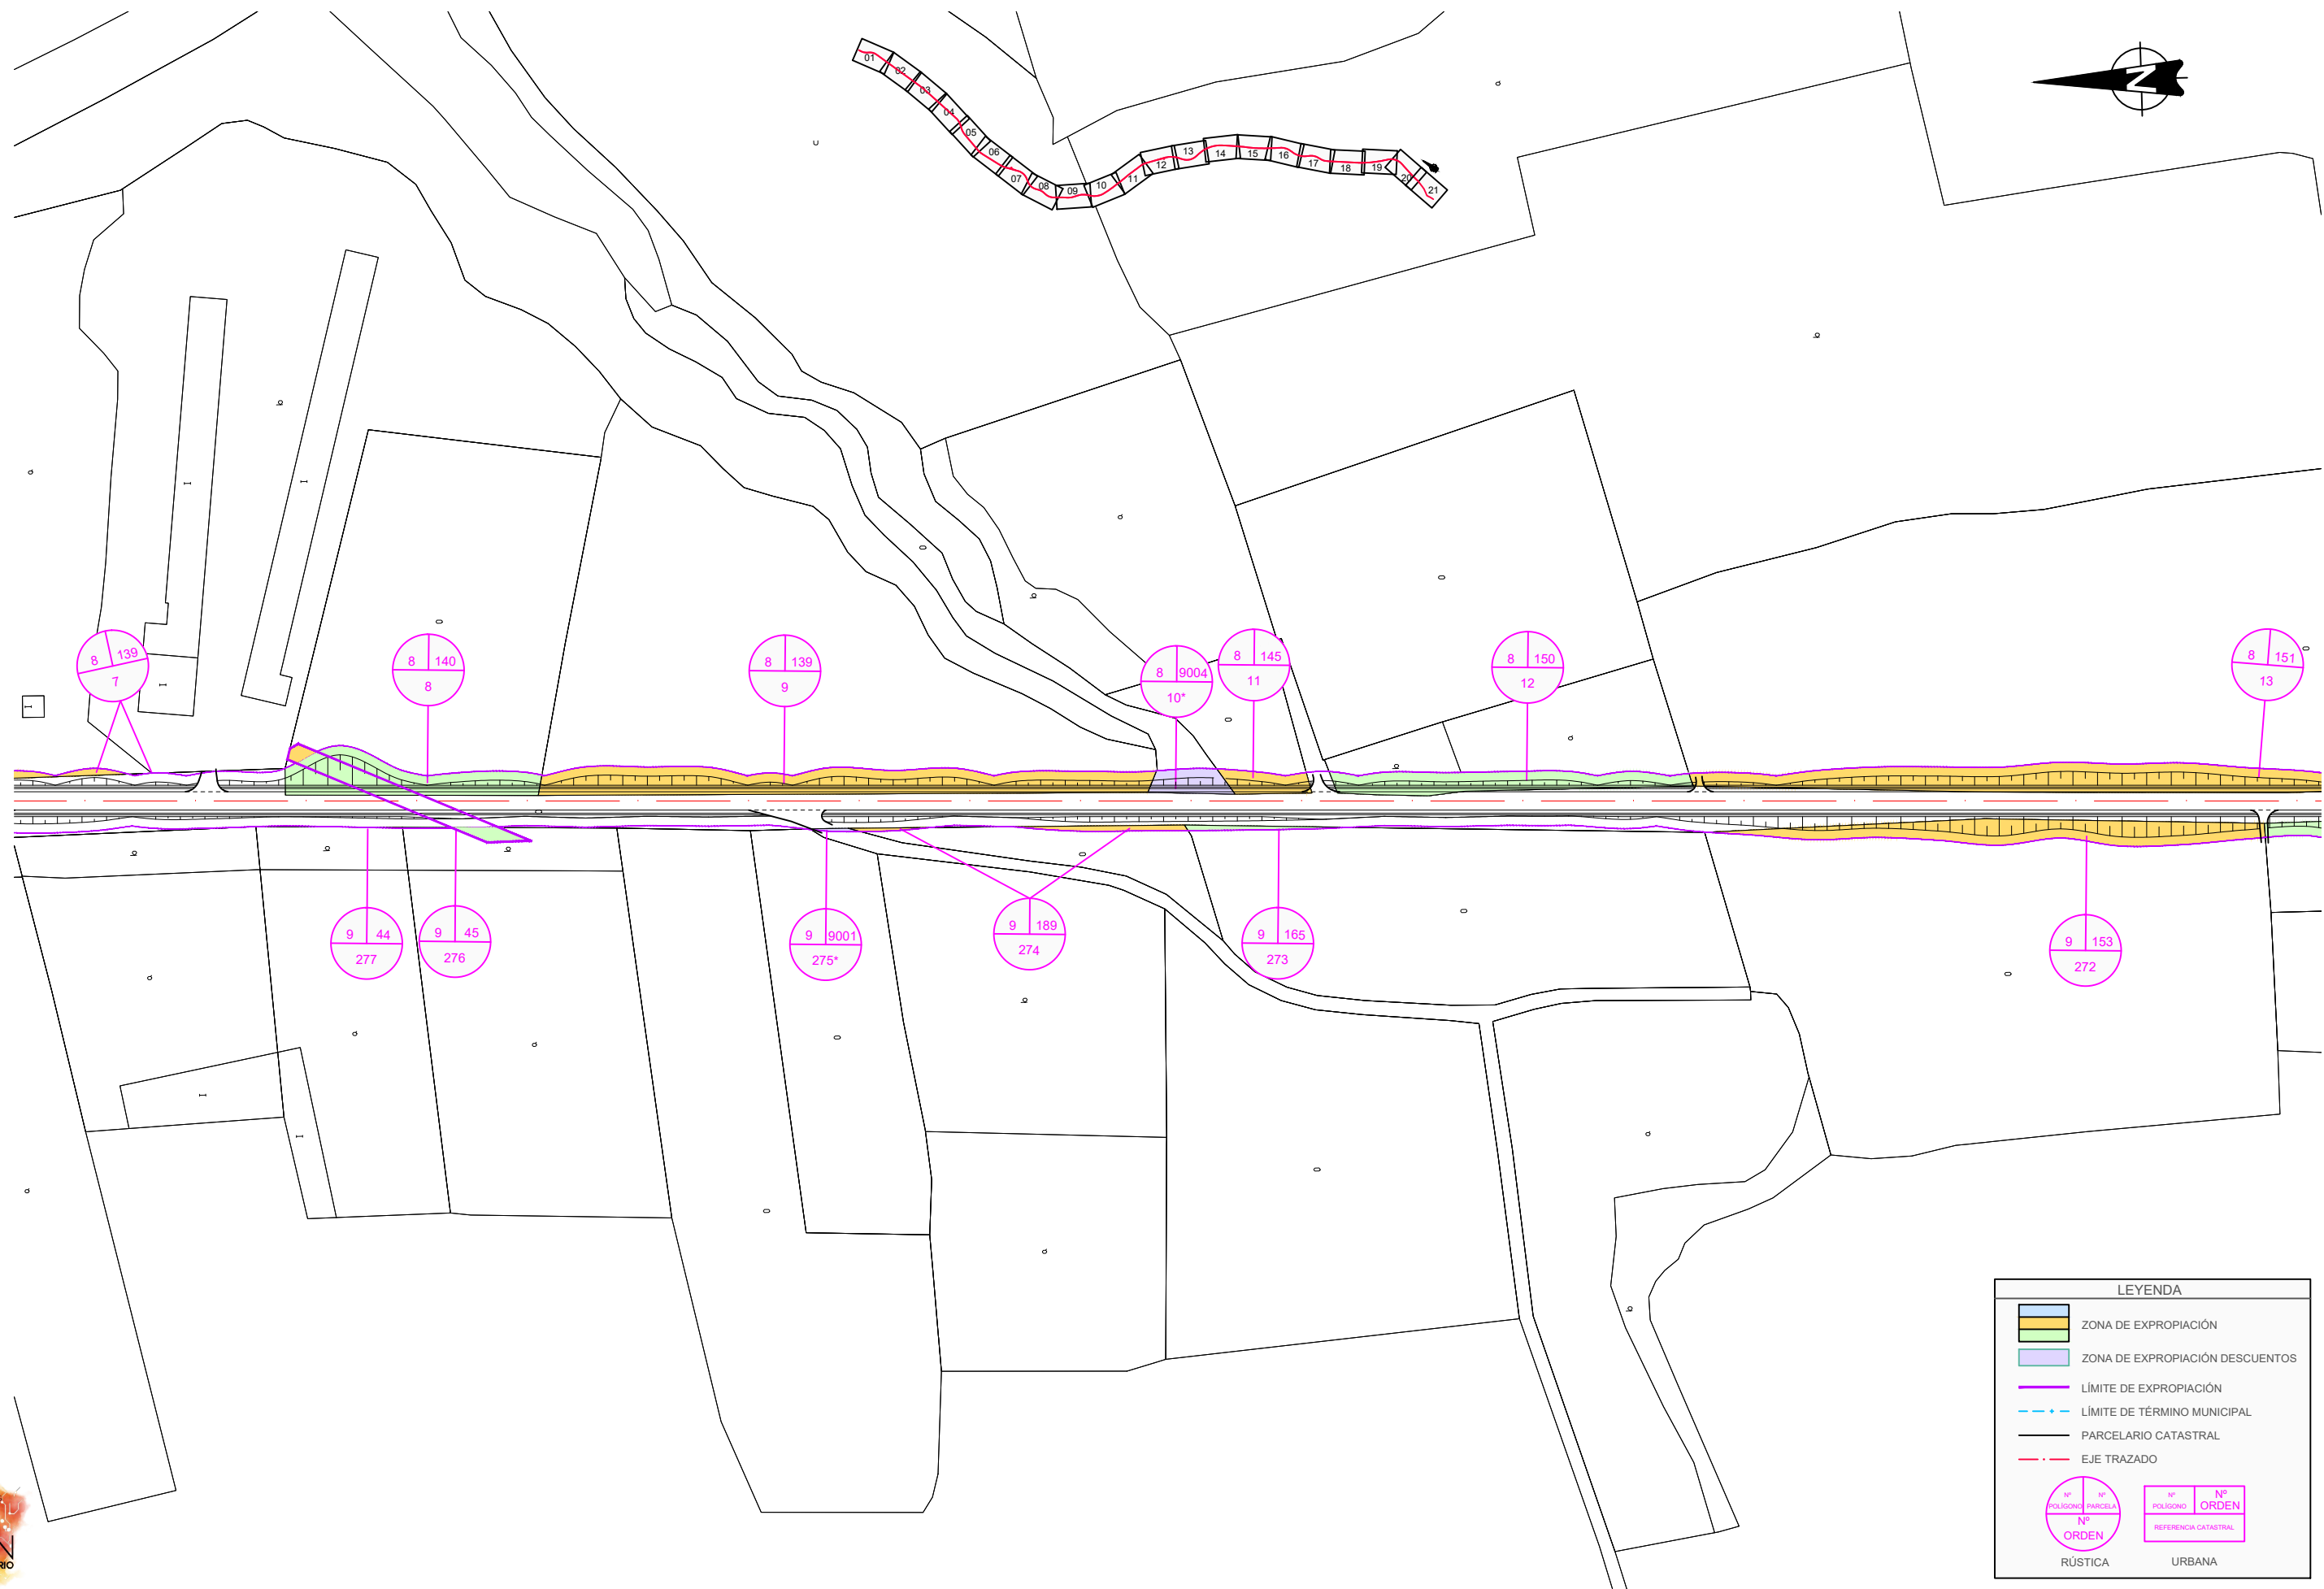 01
02
03
04
05
06
07
08
09
10
11
12
13
14
15
16
17
18
19
20
21
N
8 139
7
8 140
8
8 139
9
8 9004
10*
8 145
11
8 150
12
8 151
13
9 44
277
9 45
276
9 9001
275*
9 189
274
9 165
273
9 153
272
LEYENDA
ZONA DE EXPROPIACIÓN
ZONA DE EXPROPIACIÓN DESCUENTOS
LÍMITE DE EXPROPIACIÓN
LÍMITE DE TÉRMINO MUNICIPAL
PARCELARIO CATASTRAL
EJE TRAZADO
Nº POLÍGONO
Nº PARCELA
Nº ORDEN
RÚSTICA
Nº POLÍGONO
Nº ORDEN
REFERENCIA CATASTRAL
URBANA